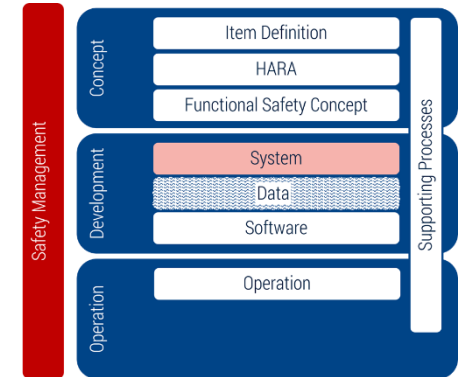 Safety Management
Concept
Item Definition
HARA
Functional Safety Concept
Development
System
Data
Software
Operation
Operation
Supporting Processes